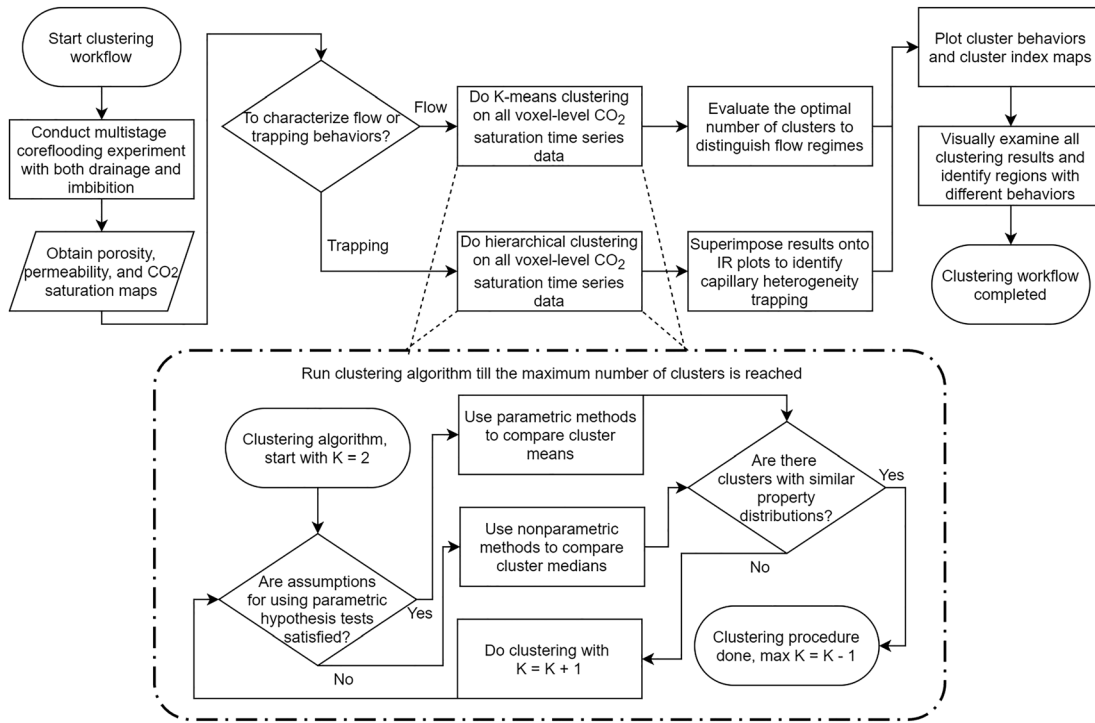 Start clustering
workflow
Conduct multistage
coreflooding experiment
with both drainage and
imbibition
Obtain porosity,
permeability, and CO2
saturation maps
To characterize flow or
trapping behaviors?
Flow
Trapping
Do K-means clustering
on all voxel-level CO2
saturation time series
data
Evaluate the optimal
number of clusters to
distinguish flow regimes
Do hierarchical clustering
on all voxel-level CO2
saturation time series
data
Superimpose results onto
IR plots to identify
capillary heterogeneity
trapping
Plot cluster behaviors
and cluster index maps
Visually examine all
clustering results and
identify regions with
different behaviors
Clustering workflow
completed
Run clustering algorithm till the maximum number of clusters is reached
Clustering algorithm,
start with K = 2
Are assumptions
for using parametric
hypothesis tests
satisfied?
Yes
No
Use parametric methods
to compare cluster
means
Use nonparametric
methods to compare
cluster medians
Do clustering with
K = K + 1
Are there
clusters with similar
property
distributions?
Yes
No
Clustering procedure
done, max K = K - 1